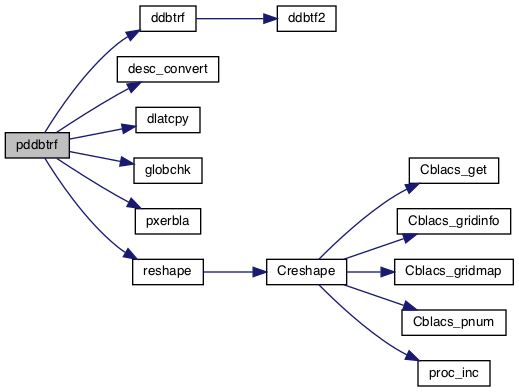 ddbtrf
ddbtf2
desc_convert
dlatcpy
pddbtrf
globchk
Cblacs_get
pxerbla
Cblacs_gridinfo
reshape
Creshape
Cblacs_gridmap
Cblacs_pnum
proc_inc